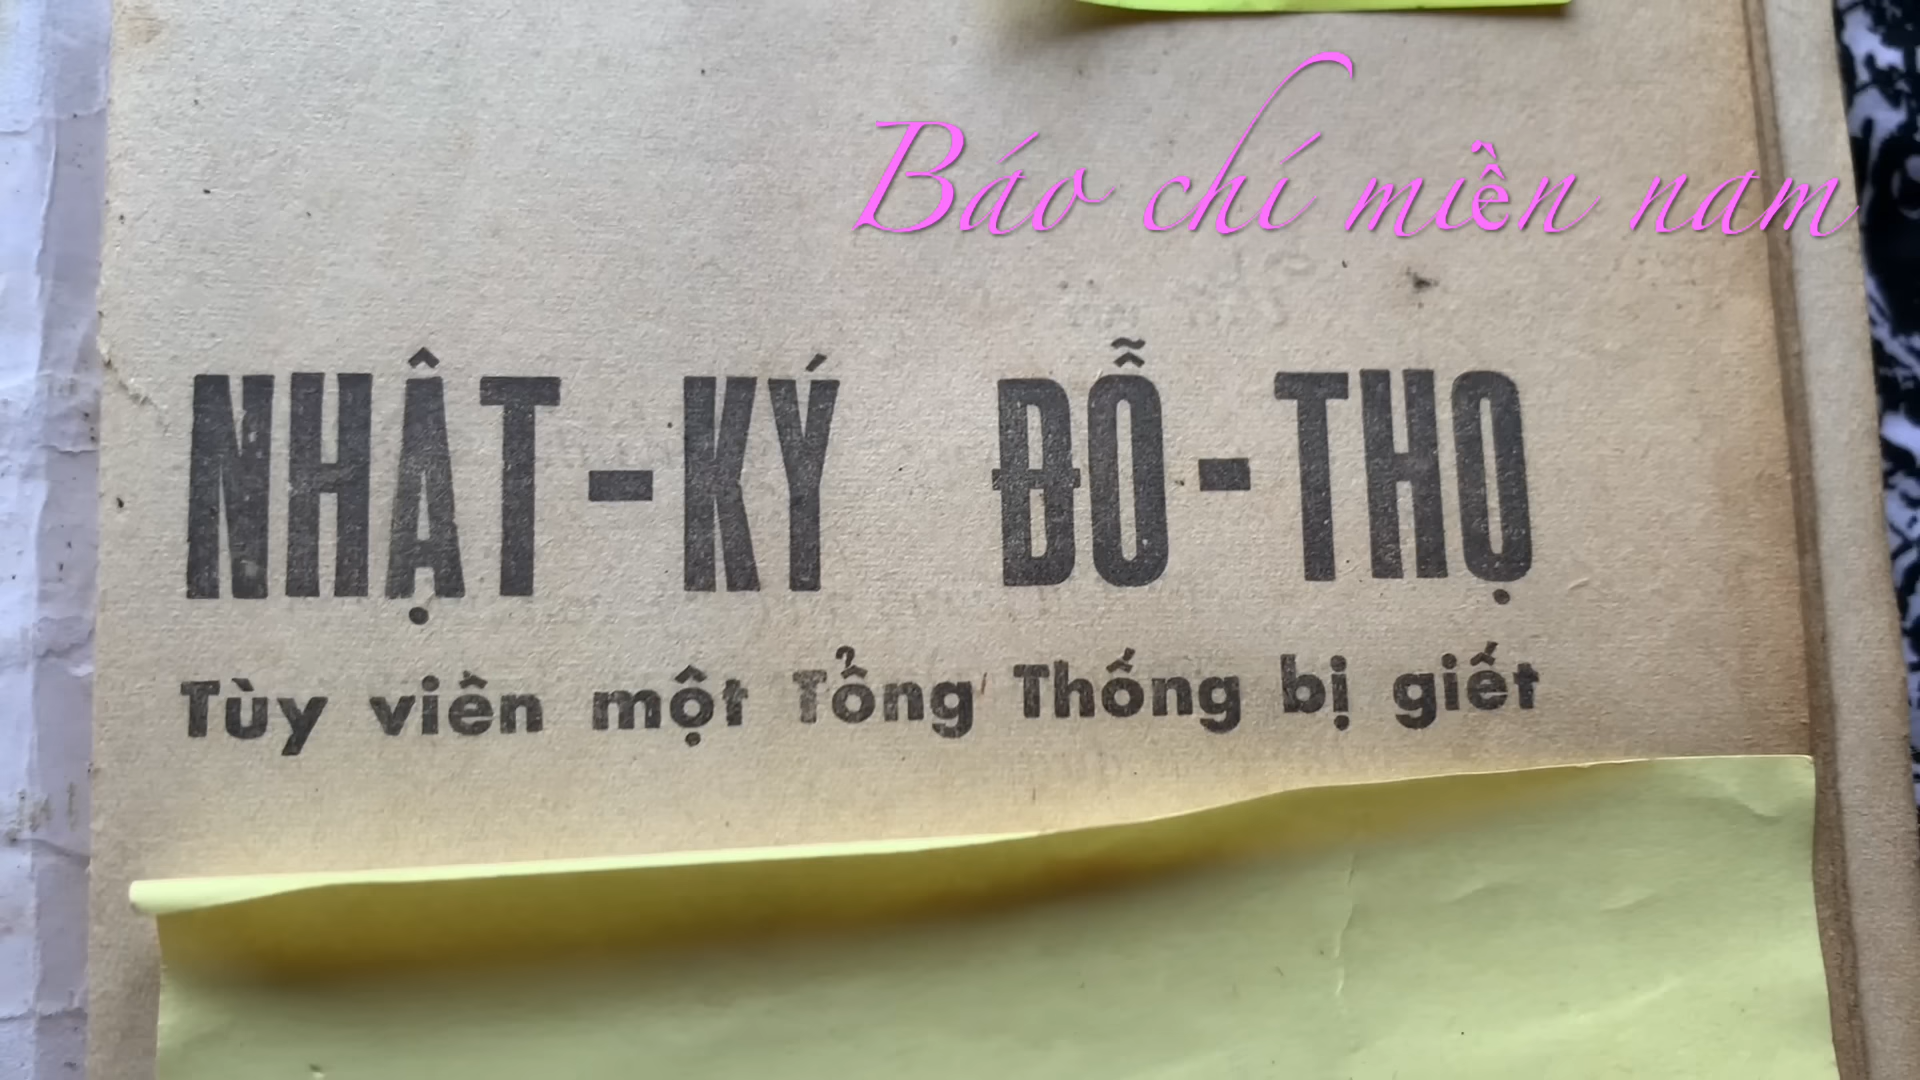 Báo chí miền nam
NHẬT-KÝ ĐỖ-THỌ
Tùy viên một Tổng Thống bị giết